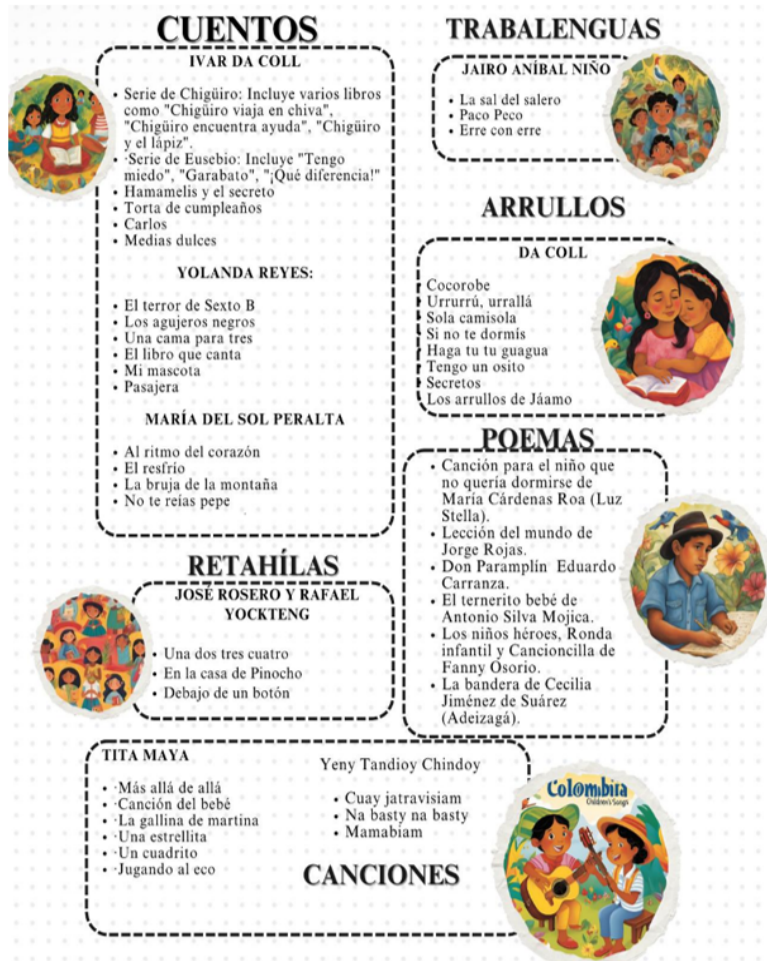 CUENTOS
IVAR DA COLL
• Serie de Chigüiro: Incluye varios libros
como "Chigüiro viaja en chiva",
"Chigüiro encuentra ayuda", "Chigüiro
y el lápiz".
• ·Serie de Eusebio: Incluye "Tengo
miedo", "Garabato", "¡Qué diferencia!"
• Hamamelis y el secreto
• Torta de cumpleaños
• Carlos
• Medias dulces
YOLANDA REYES:
• El terror de Sexto B
• Los agujeros negros
• Una cama para tres
• El libro que canta
• Mi mascota
• Pasajera
MARÍA DEL SOL PERALTA
• Al ritmo del corazón
• El resfrío
• La bruja de la montaña
• No te reías pepe
TRABALENGUAS
JAIRO ANÍBAL NIÑO
• La sal del salero
• Paco Peco
• Erre con erre
ARRULLOS
DA COLL
Cocorobe
Urrurrú, urrallá
Sola camisola
Si no te dormís
Haga tu tu guagua
Tengo un osito
Secretos
Los arrullos de Jáamo
POEMAS
• Canción para el niño que
no quería dormirse de
María Cárdenas Roa (Luz
Stella).
• Lección del mundo de
Jorge Rojas.
• Don Paramplín Eduardo
Carranza.
• El ternerito bebé de
Antonio Silva Mojica.
• Los niños héroes, Ronda
infantil y Cancioncilla de
Fanny Osorio.
• La bandera de Cecilia
Jiménez de Suárez
(Adeizagá).
RETAHÍLAS
JOSÉ ROSERO Y RAFAEL
YOCKTENG
• Una dos tres cuatro
• En la casa de Pinocho
• Debajo de un botón
TITA MAYA
• ·Más allá de allá
• ·Canción del bebé
• ·La gallina de martina
• ·Una estrellita
• ·Un cuadrito
• ·Jugando al eco
Yeny Tandioy Chindoy
• Cuay jatravisiam
• Na basty na basty
• Mamabiam
CANCIONES
Colombira
Children's Songs